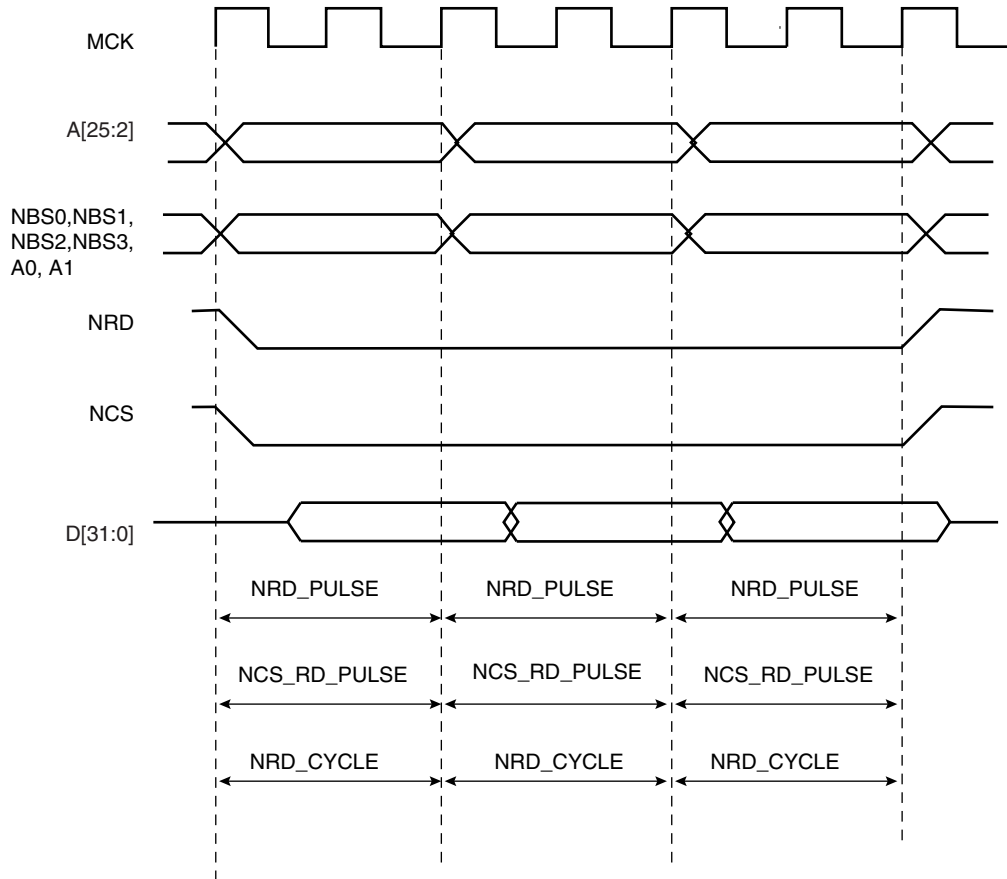 MCK
A[25:2]
NBS0,NBS1,
NBS2,NBS3,
A0, A1
NRD
NCS
D[31:0]
NRD_PULSE NRD_PULSE NRD_PULSE
NCS_RD_PULSE NCS_RD_PULSE NCS_RD_PULSE
NRD_CYCLE NRD_CYCLE NRD_CYCLE